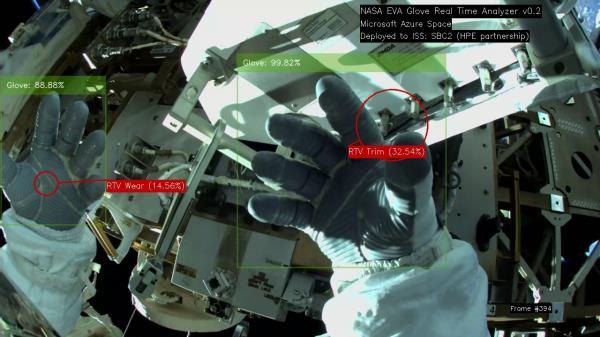 NASA EVA Glove Real Time Analyzer v0.2
Microsoft Azure Space
Deployed to ISS: SBC2 (HPE partnership)
Glove: 99.82%
Glove: 88.88%
RTV Trim (32.54%)
RTV Wear (14.56%)
Frame #394